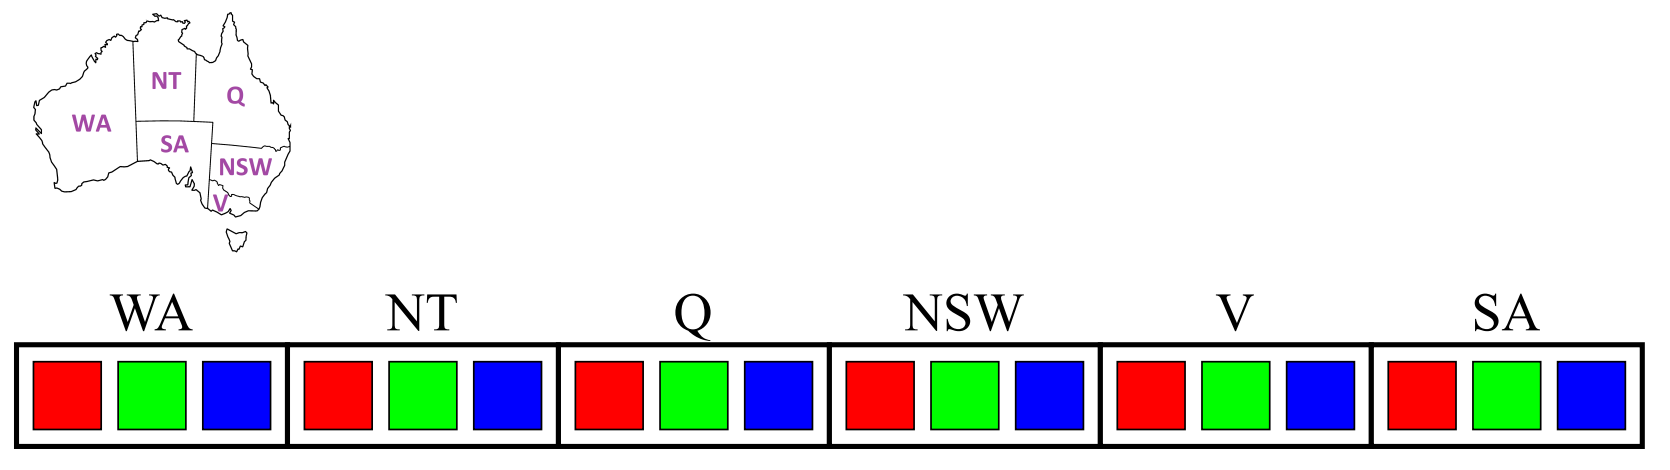 NT
Q
WA
SA
NSW
V
WA NT Q NSW V SA